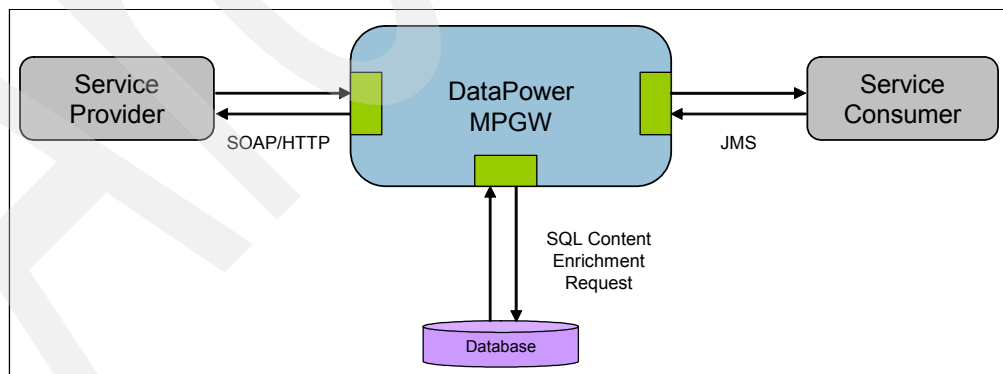 Service
Provider
SOAP/HTTP
DataPower
MPGW
JMS
Service
Consumer
SQL Content
Enrichment
Request
Database